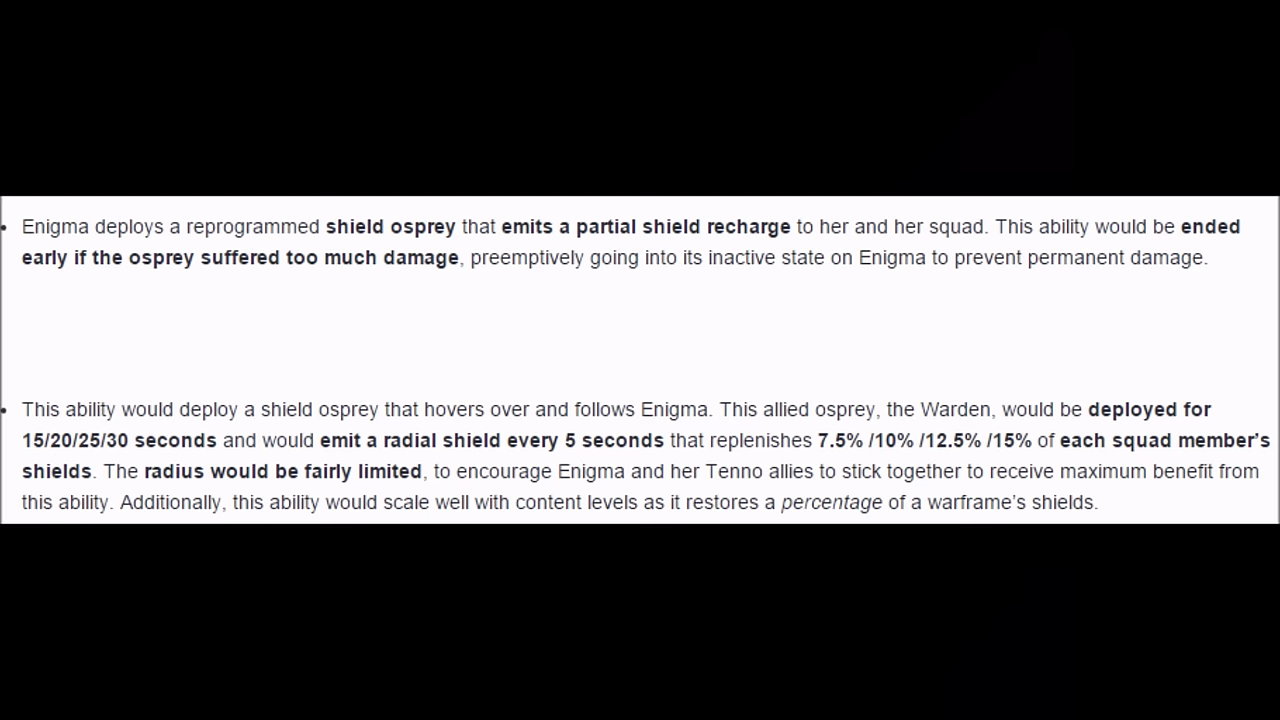 • Enigma deploys a reprogrammed shield osprey that emits a partial shield recharge to her and her squad. This ability would be ended
early if the osprey suffered too much damage, preemptively going into its inactive state on Enigma to prevent permanent damage.
• This ability would deploy a shield osprey that hovers over and follows Enigma. This allied osprey, the Warden, would be deployed for
15/20/25/30 seconds and would emit a radial shield every 5 seconds that replenishes 7.5% /10% /12.5% /15% of each squad member’s
shields. The radius would be fairly limited, to encourage Enigma and her Tenno allies to stick together to receive maximum benefit from
this ability. Additionally, this ability would scale well with content levels as it restores a percentage of a warframe’s shields.